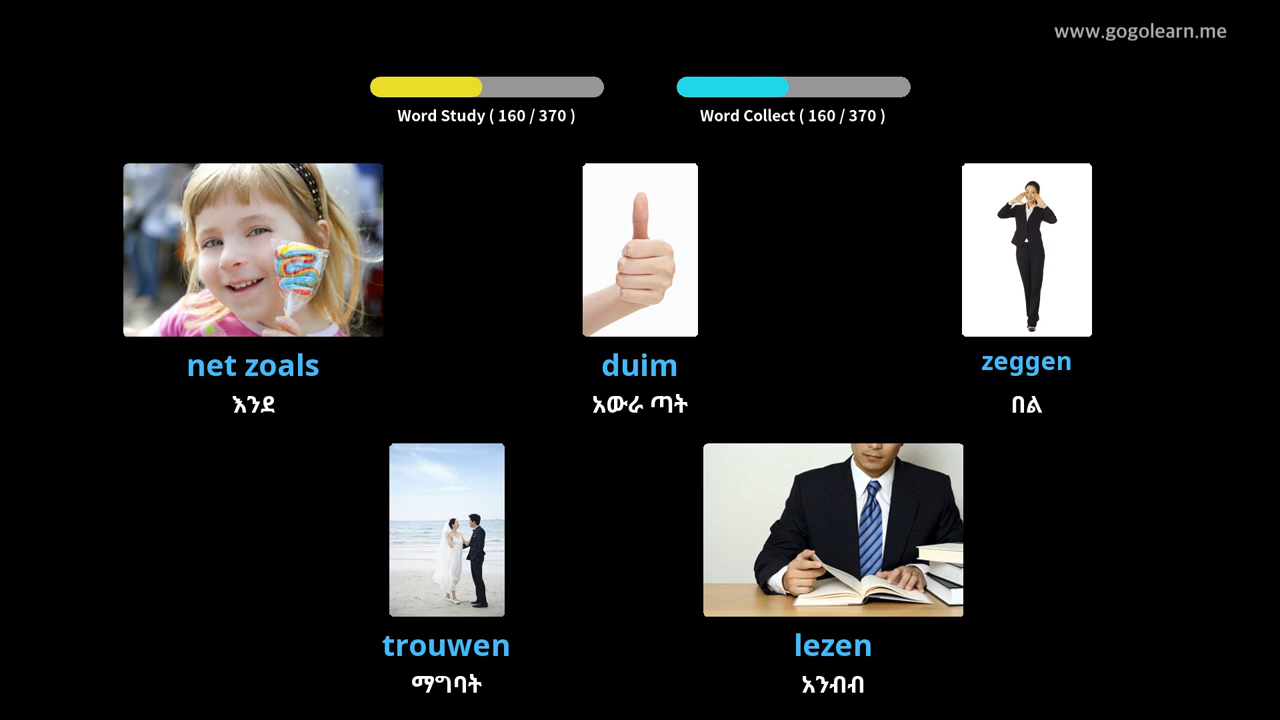 www.gogolearn.me
Word Study ( 160 / 370 )
Word Collect ( 160 / 370 )
net zoals
እንደ
duim
አውራ ጣት
zeggen
በል
trouwen
ማግባት
lezen
አንብብ